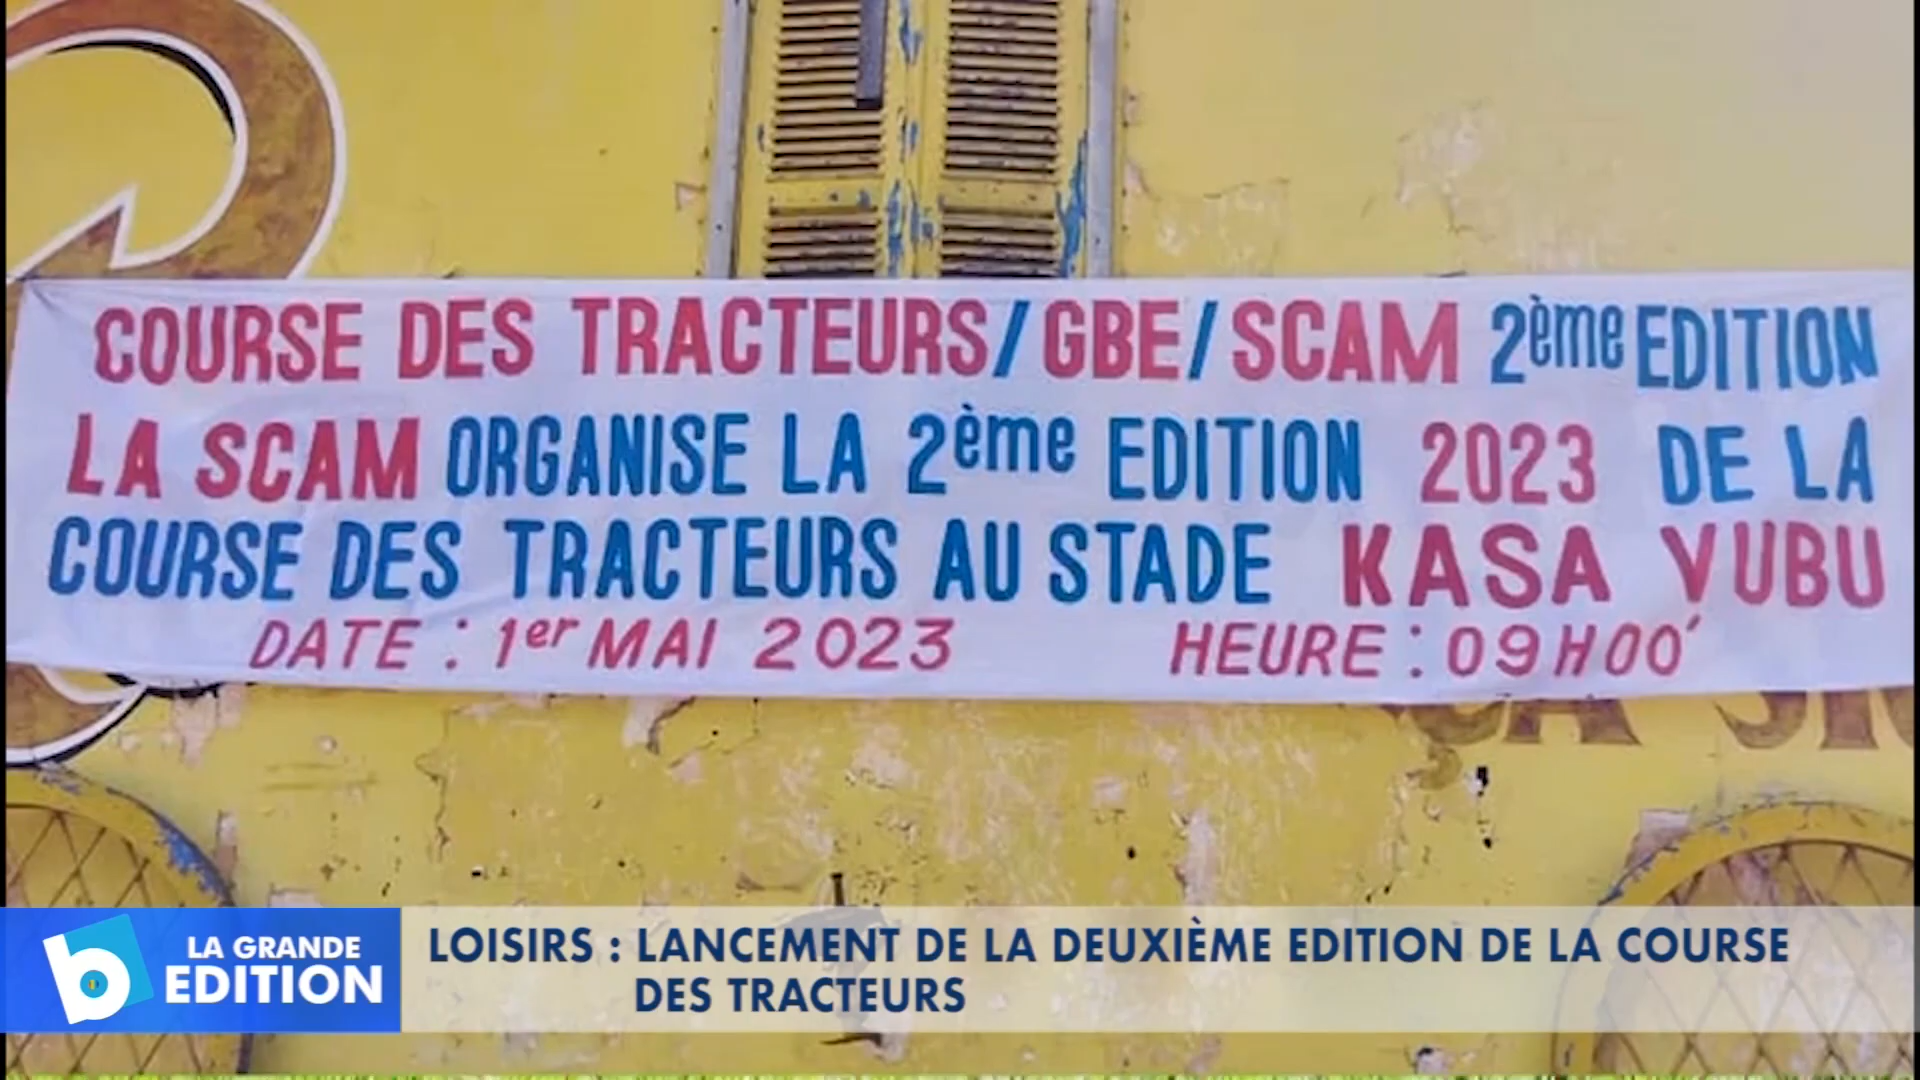 COURSE DES TRACTEURS/GBE/SCAM 2ème EDITION
LA SCAM ORGANISE LA 2ème EDITION 2023 DE LA
COURSE DES TRACTEURS AU STADE KASA VUBU
DATE : 1er MAI 2023 HEURE : 09H00'
b LA GRANDE
EDITION
LOISIRS : LANCEMENT DE LA DEUXIÈME EDITION DE LA COURSE
DES TRACTEURS